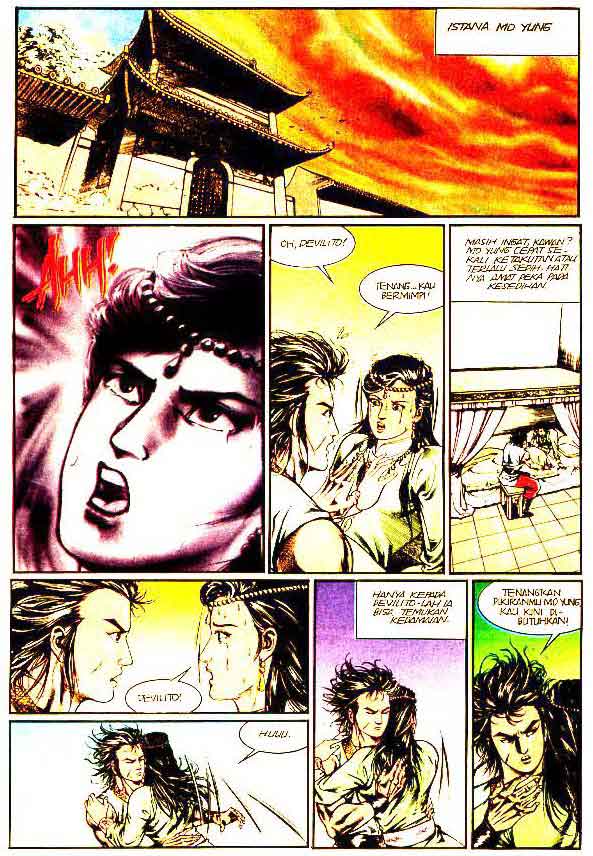 ISTANA MO YUNG
AHH!
OH, DEVILITO!
TENANG... KAU
BERMIMPI!
MASIH INGAT, KAWAN?
MO YUNG CEPAT SE-
KALI KETAKUTAN ATAU
TERLALU SEDIH. HATI
NYA AMAT PEKA PADA
KESEDIHAN.
DEVILITO!
HUUU..
HANYA KEPADA
DEVILITO-LAH IA
BISA TEMUKAN
KEDAMAIAN.
TENANGKAN
PIKIRANMU MO YUNG,
KAU KINI DI-
BUTUHKAN!